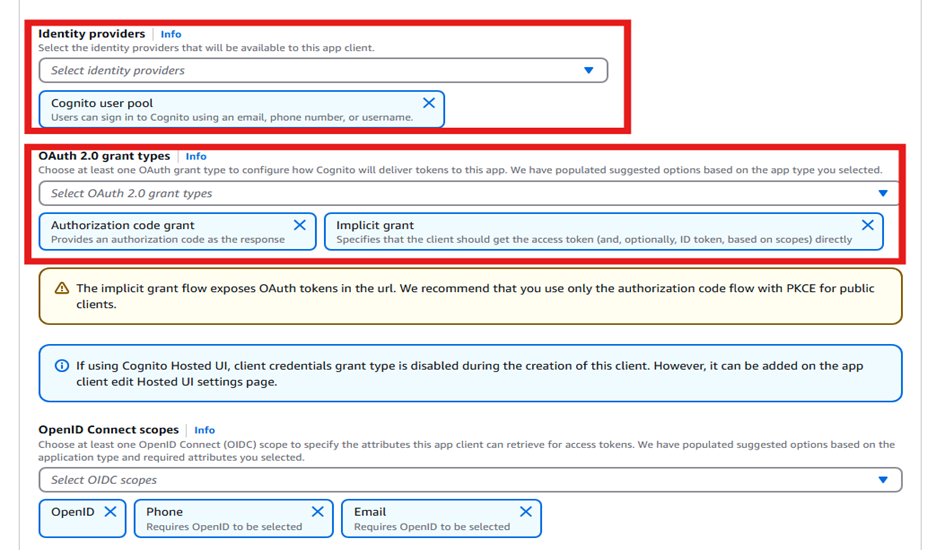 Identity providers | Info
Select the identity providers that will be available to this app client.
Select identity providers
Cognito user pool
Users can sign in to Cognito using an email, phone number, or username.
OAuth 2.0 grant types | Info
Choose at least one OAuth grant type to configure how Cognito will deliver tokens to this app. We have populated suggested options based on the app type you selected.
Select OAuth 2.0 grant types
Authorization code grant
Provides an authorization code as the response
Implicit grant
Specifies that the client should get the access token (and, optionally, ID token, based on scopes) directly
The implicit grant flow exposes OAuth tokens in the url. We recommend that you use only the authorization code flow with PKCE for public
clients.
If using Cognito Hosted UI, client credentials grant type is disabled during the creation of this client. However, it can be added on the app
client edit Hosted UI settings page.
OpenID Connect scopes | Info
Choose at least one OpenID Connect (OIDC) scope to specify the attributes this app client can retrieve for access tokens. We have populated suggested options based on the
application type and required attributes you selected.
Select OIDC scopes
OpenID
Phone
Requires OpenID to be selected
Email
Requires OpenID to be selected